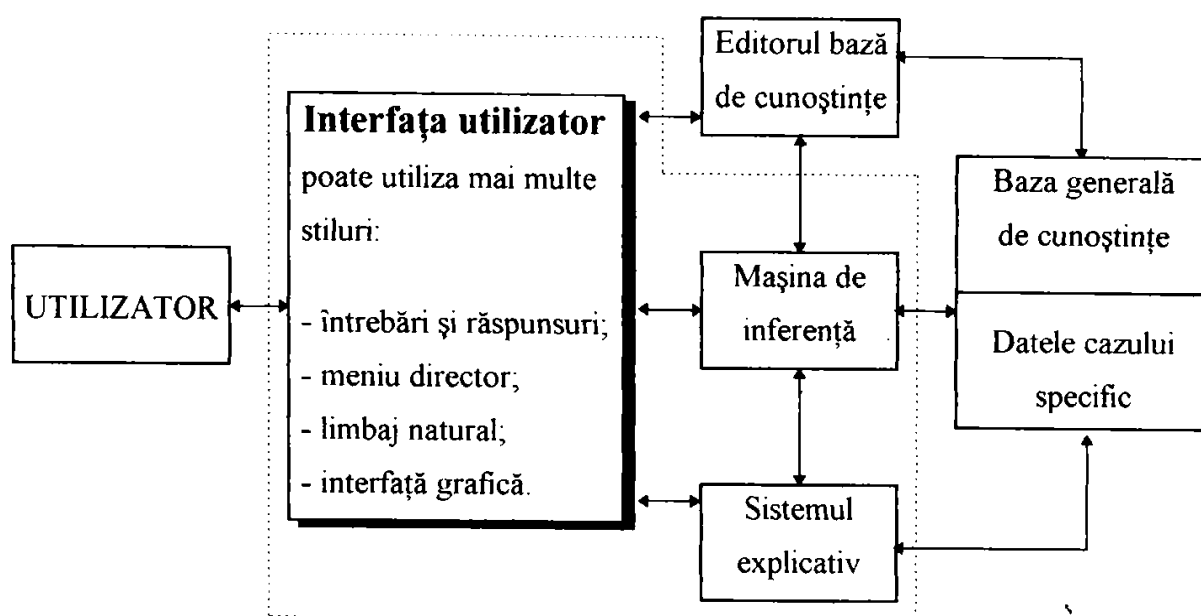 UTILIZATOR
Interfaţa utilizator
poate utiliza mai multe
stiluri:
- întrebări şi răspunsuri;
- meniu director;
- limbaj natural;
- interfaţă grafică.
Editorul bază
de cunoştinţe
Maşina de
inferenţă
Sistemul
explicativ
Baza generală
de cunoştinţe
Datele cazului
specific